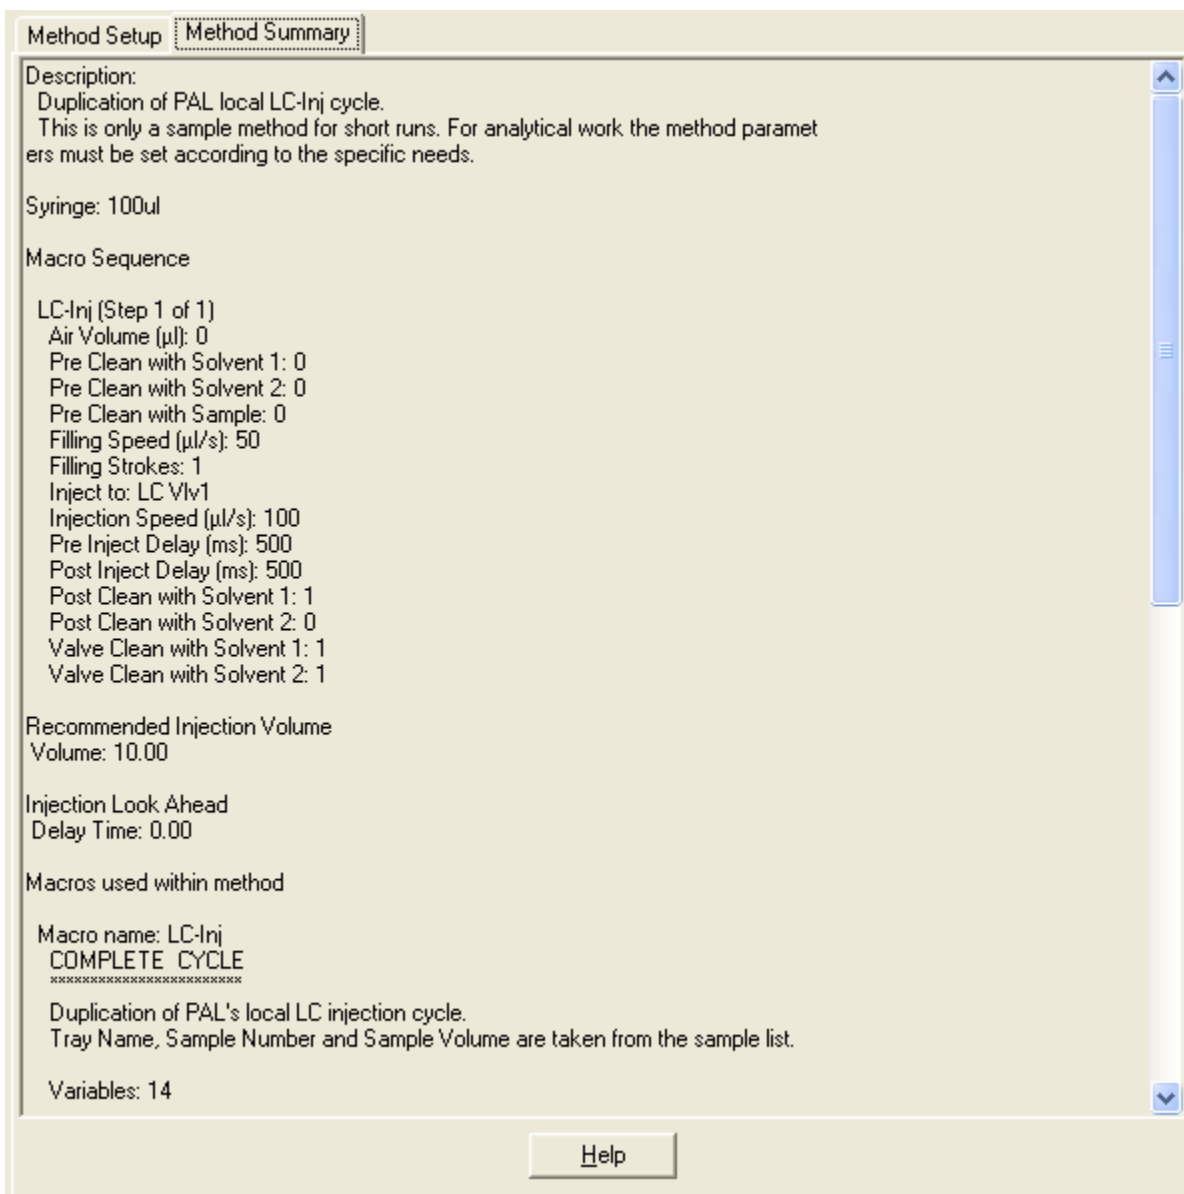 Method Setup
Method Summary
Description:
Duplication of PAL local LC-Inj cycle.
This is only a sample method for short runs. For analytical work the method paramet
ers must be set according to the specific needs.
Syringe: 100ul
Macro Sequence
LC-Inj (Step 1 of 1)
Air Volume (µl): 0
Pre Clean with Solvent 1: 0
Pre Clean with Solvent 2: 0
Pre Clean with Sample: 0
Filling Speed (µl/s): 50
Filling Strokes: 1
Inject to: LC Vlv1
Injection Speed (µl/s): 100
Pre Inject Delay (ms): 500
Post Inject Delay (ms): 500
Post Clean with Solvent 1: 1
Post Clean with Solvent 2: 0
Valve Clean with Solvent 1: 1
Valve Clean with Solvent 2: 1
Recommended Injection Volume
Volume: 10.00
Injection Look Ahead
Delay Time: 0.00
Macros used within method
Macro name: LC-Inj
COMPLETE CYCLE
************************
Duplication of PAL's local LC injection cycle.
Tray Name, Sample Number and Sample Volume are taken from the sample list.
Variables: 14
Help